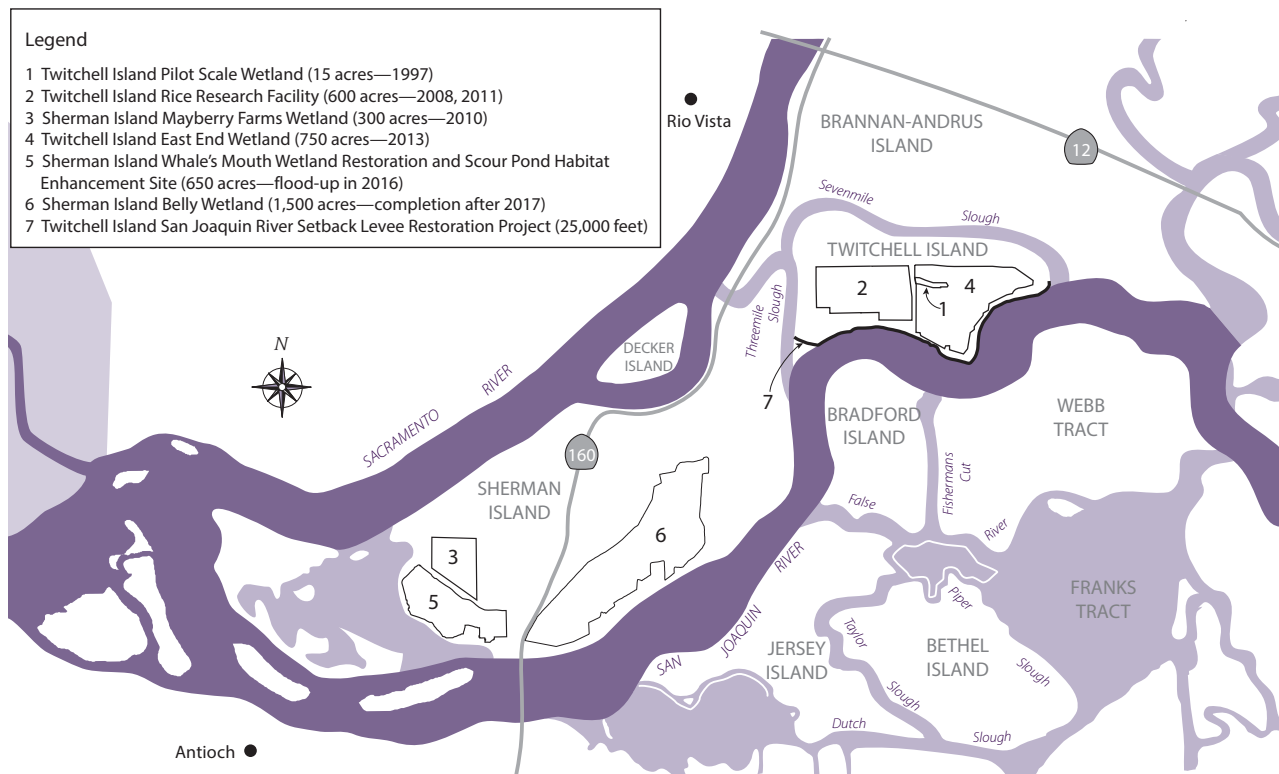 Legend
1 Twitchell Island Pilot Scale Wetland (15 acres—1997)
2 Twitchell Island Rice Research Facility (600 acres—2008, 2011)
3 Sherman Island Mayberry Farms Wetland (300 acres—2010)
4 Twitchell Island East End Wetland (750 acres—2013)
5 Sherman Island Whale's Mouth Wetland Restoration and Scour Pond Habitat
Enhancement Site (650 acres—flood-up in 2016)
6 Sherman Island Belly Wetland (1,500 acres—completion after 2017)
7 Twitchell Island San Joaquin River Setback Levee Restoration Project (25,000 feet)
Rio Vista
BRANNAN-ANDRUS
ISLAND
12
Sevenmile
Slough
TWITCHELL ISLAND
2
4
1
Threemile
Slough
7
N
DECKER
ISLAND
SACRAMENTO
RIVER
BRADFORD
ISLAND
WEBB
TRACT
160
SHERMAN
ISLAND
Fishermans
Cut
False
River
6
3
5
SAN
JOAQUIN
RIVER
FRANKS
TRACT
Piper
Slough
Taylor
Slough
JERSEY
ISLAND
BETHEL
ISLAND
Dutch
Slough
Antioch